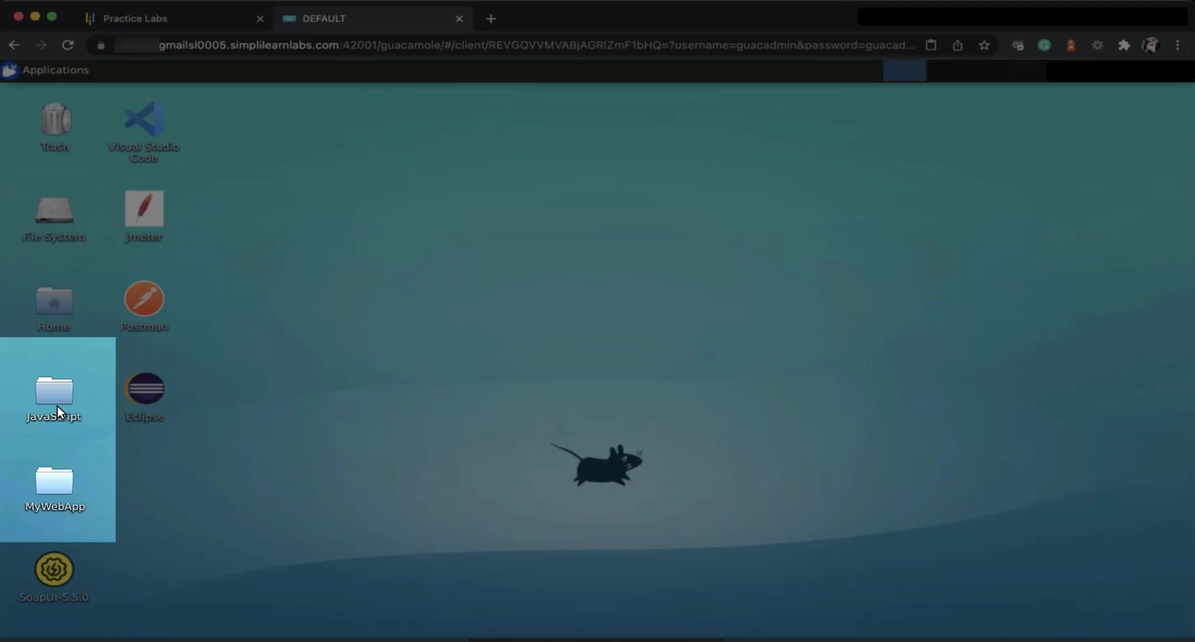 Practice Labs
DEFAULT
gmailsl0005.simplilearnlabs.com:42001/guacamole/#/client/REVGQVVMVABjAGRlZmF1bHQ=?username=guacadmin&password=guacad...
Applications
Trash
Visual Studio
Code
File System
jmeter
Home
Postman
JavaScript
Eclipse
MyWebApp
SoapUI-5.5.0